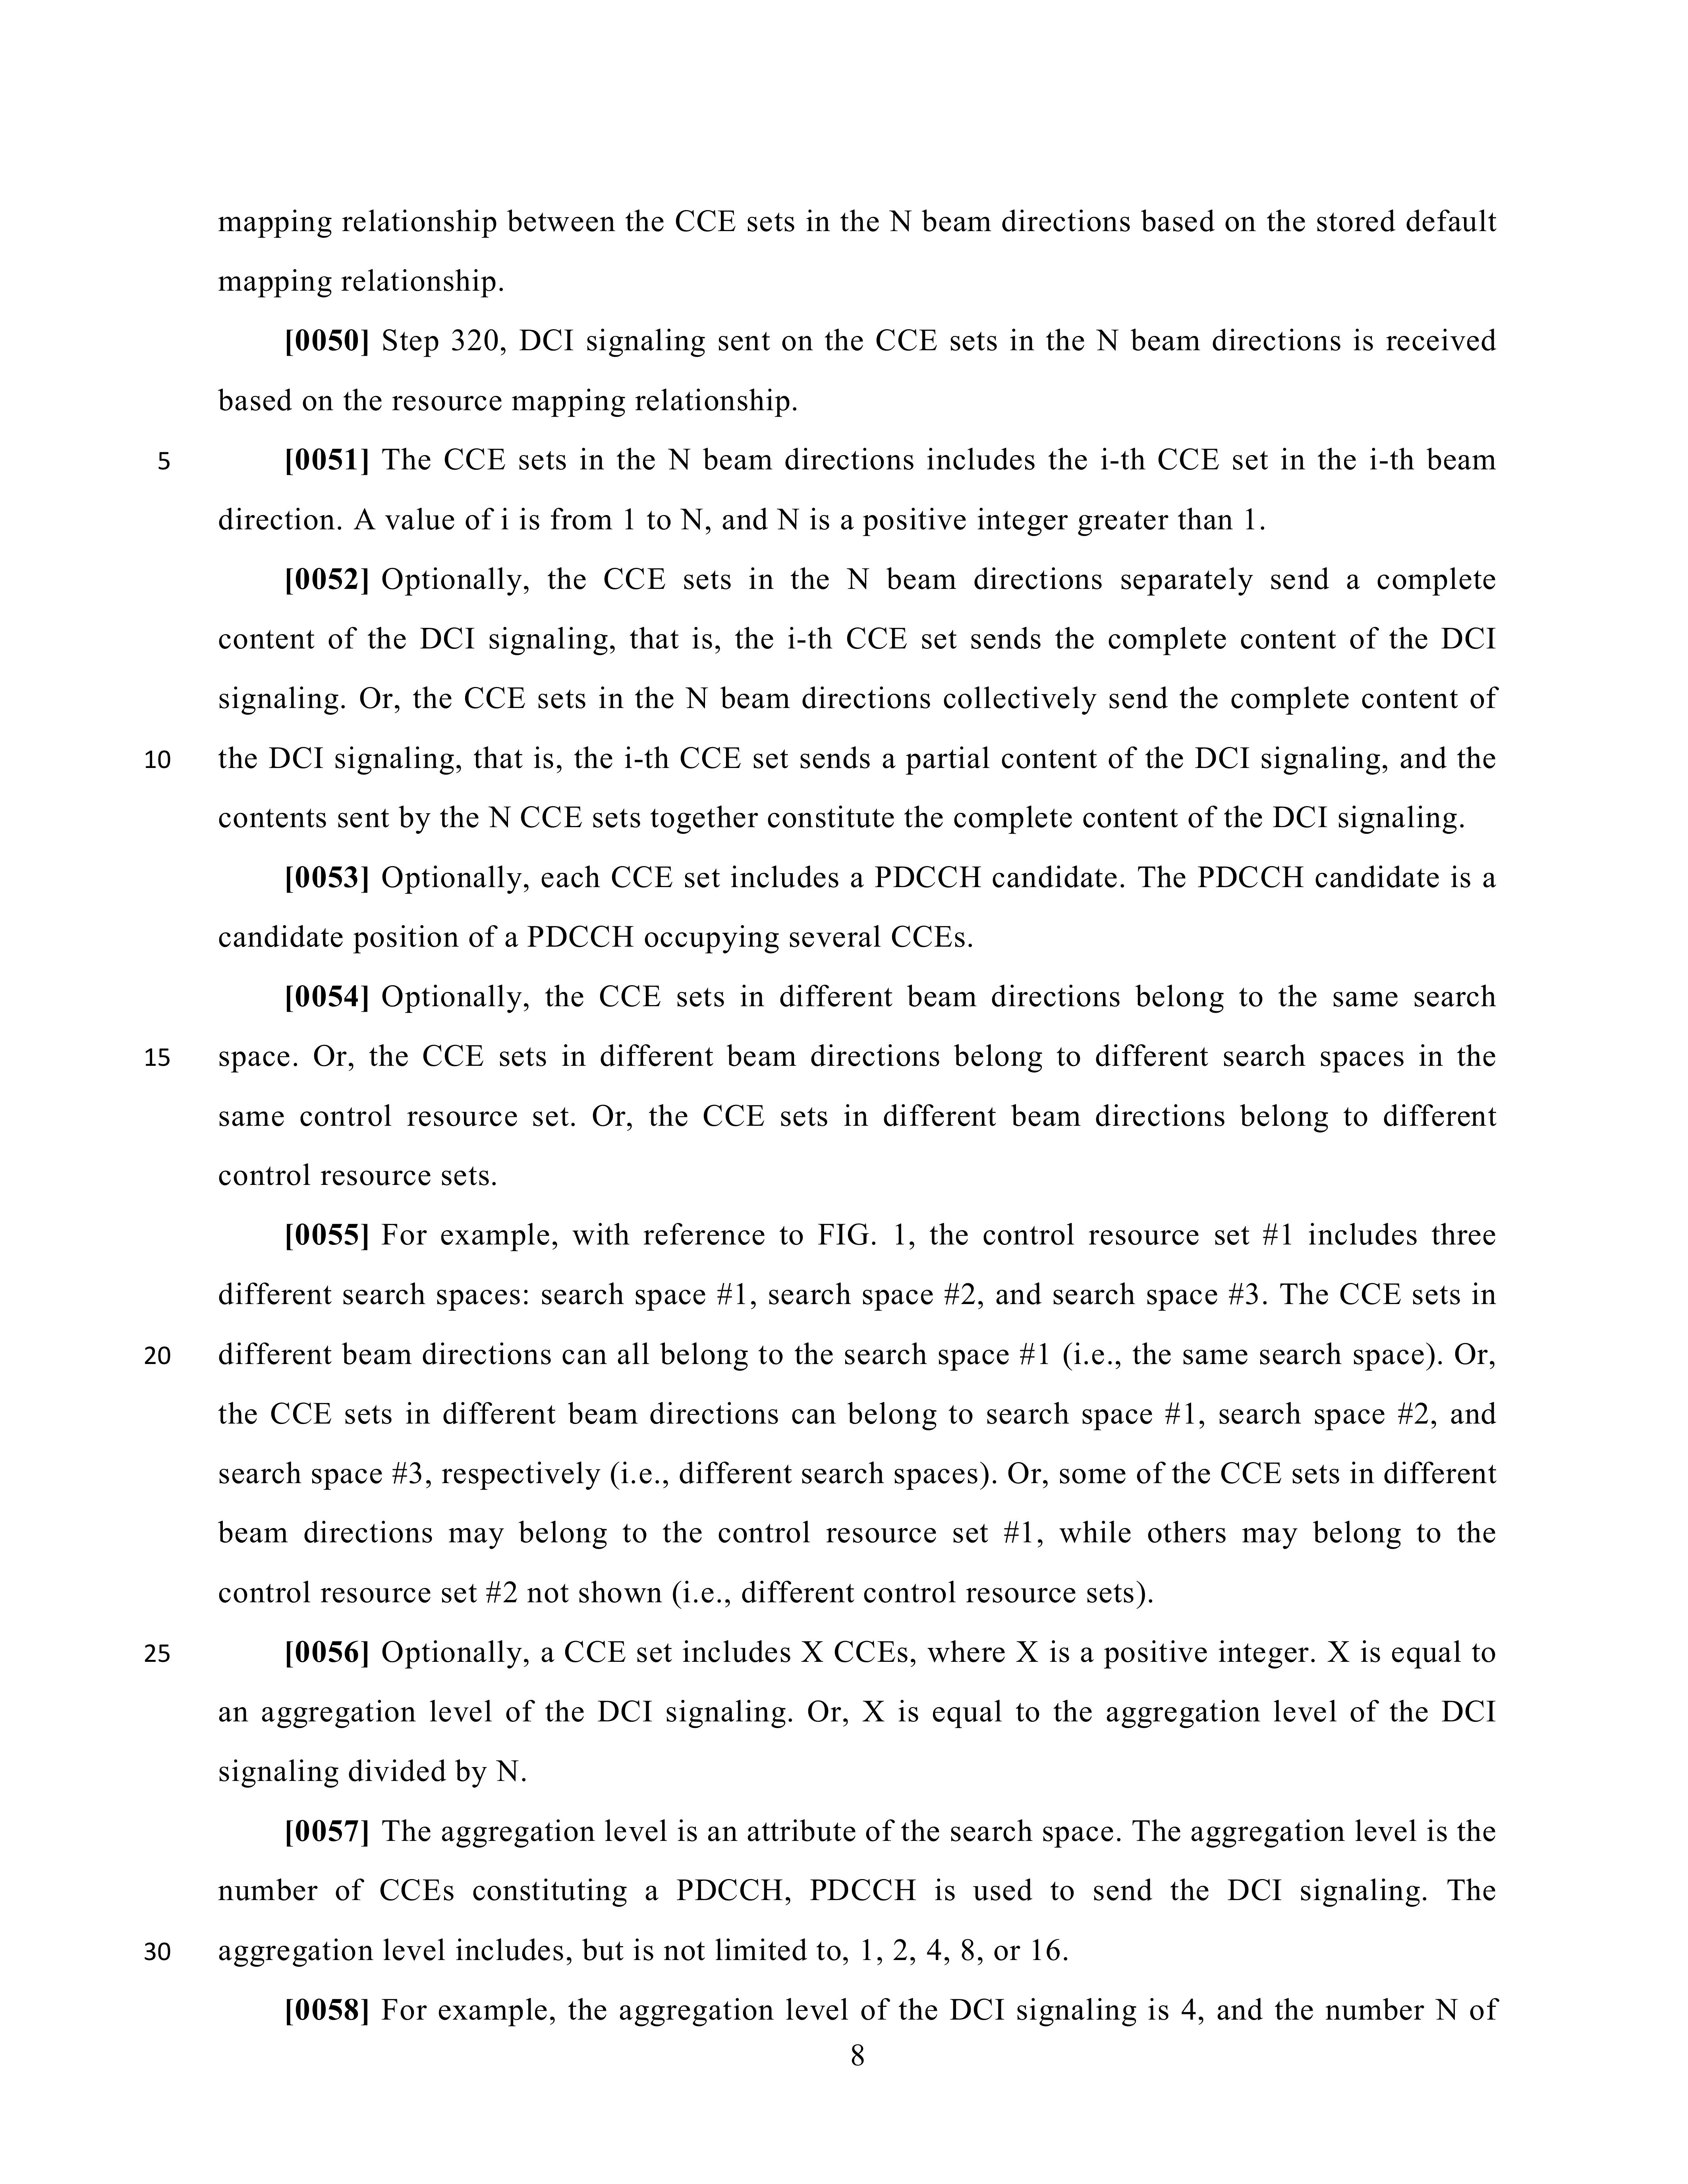 mapping relationship between the CCE sets in the N beam directions based on the stored default
mapping relationship.
[0050] Step 320, DCI signaling sent on the CCE sets in the N beam directions is received
based on the resource mapping relationship.
5 [0051] The CCE sets in the N beam directions includes the i-th CCE set in the i-th beam
direction. A value of i is from 1 to N, and N is a positive integer greater than 1.
[0052] Optionally, the CCE sets in the N beam directions separately send a complete
content of the DCI signaling, that is, the i-th CCE set sends the complete content of the DCI
signaling. Or, the CCE sets in the N beam directions collectively send the complete content of
10 the DCI signaling, that is, the i-th CCE set sends a partial content of the DCI signaling, and the
contents sent by the N CCE sets together constitute the complete content of the DCI signaling.
[0053] Optionally, each CCE set includes a PDCCH candidate. The PDCCH candidate is a
candidate position of a PDCCH occupying several CCEs.
[0054] Optionally, the CCE sets in different beam directions belong to the same search
15 space. Or, the CCE sets in different beam directions belong to different search spaces in the
same control resource set. Or, the CCE sets in different beam directions belong to different
control resource sets.
[0055] For example, with reference to FIG. 1, the control resource set #1 includes three
different search spaces: search space #1, search space #2, and search space #3. The CCE sets in
20 different beam directions can all belong to the search space #1 (i.e., the same search space). Or,
the CCE sets in different beam directions can belong to search space #1, search space #2, and
search space #3, respectively (i.e., different search spaces). Or, some of the CCE sets in different
beam directions may belong to the control resource set #1, while others may belong to the
control resource set #2 not shown (i.e., different control resource sets).
25 [0056] Optionally, a CCE set includes X CCEs, where X is a positive integer. X is equal to
an aggregation level of the DCI signaling. Or, X is equal to the aggregation level of the DCI
signaling divided by N.
[0057] The aggregation level is an attribute of the search space. The aggregation level is the
number of CCEs constituting a PDCCH, PDCCH is used to send the DCI signaling. The
30 aggregation level includes, but is not limited to, 1, 2, 4, 8, or 16.
[0058] For example, the aggregation level of the DCI signaling is 4, and the number N of
8